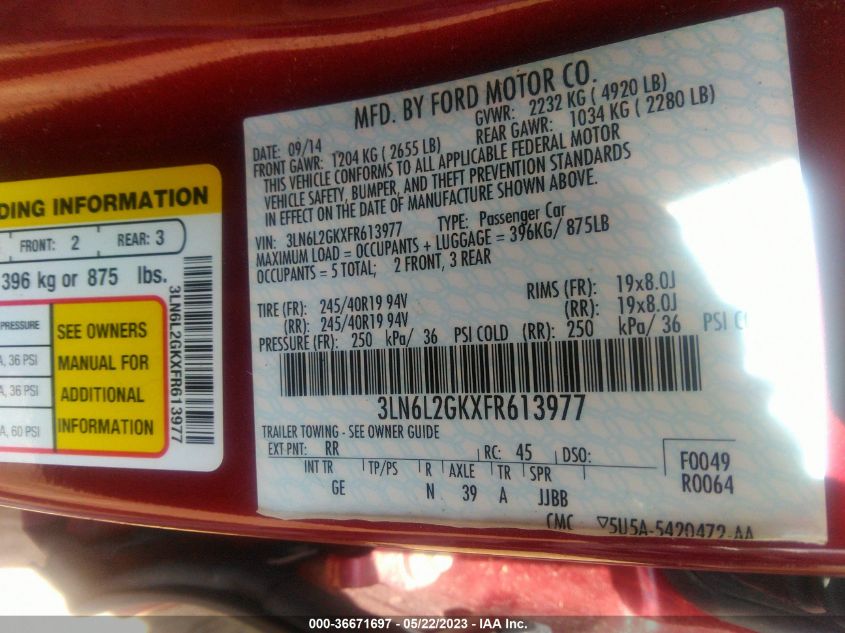 MFD. BY FORD MOTOR CO.
DATE: 09/14 GVWR: 2232 KG ( 4920 LB)
FRONT GAWR: 1204 KG ( 2655 LB) REAR GAWR: 1034 KG ( 2280 LB)
THIS VEHICLE CONFORMS TO ALL APPLICABLE FEDERAL MOTOR
VEHICLE SAFETY, BUMPER, AND THEFT PREVENTION STANDARDS
IN EFFECT ON THE DATE OF MANUFACTURE SHOWN ABOVE.
VIN: 3LN6L2GKXFR613977 TYPE: Passenger Car
MAXIMUM LOAD = OCCUPANTS + LUGGAGE = 396KG/ 875LB
OCCUPANTS = 5 TOTAL; 2 FRONT, 3 REAR
TIRE (FR): 245/40R19 94V RIMS (FR): 19x8.0J
(RR): 245/40R19 94V (RR): 19x8.0J
PRESSURE (FR): 250 kPa/ 36 PSI COLD (RR): 250 kPa/ 36 PSI
3LN6L2GKXFR613977
TRAILER TOWING - SEE OWNER GUIDE
EXT PNT: RR RC: 45 DSO:
INT TR TP/PS R AXLE TR SPR
GE N 39 A JJBB
F0049
R0064
CMC ▽5U5A-5420472-AA
DING INFORMATION
FRONT: 2 REAR: 3
396 kg or 875 lbs.
PRESSURE
A, 36 PSI
A, 36 PSI
A, 60 PSI
SEE OWNERS
MANUAL FOR
ADDITIONAL
INFORMATION
3LN6L2GKXFR613977
000-36671697 - 05/22/2023 - IAA Inc.